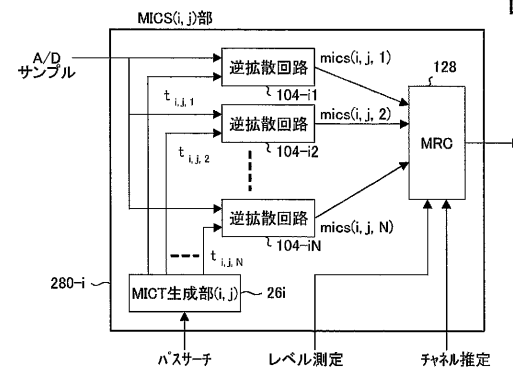 MICS(i, j)部
A/D
サンプル
逆拡散回路
104-i1
mics(i, j, 1)
t i,j,1
128
逆拡散回路
104-i2
mics(i, j, 2)
t i,j,2
MRC
逆拡散回路
104-iN
mics(i, j, N)
t i,j,N
280-i
MICT生成部(i, j)
26i
パスサーチ
レベル測定
チャネル推定